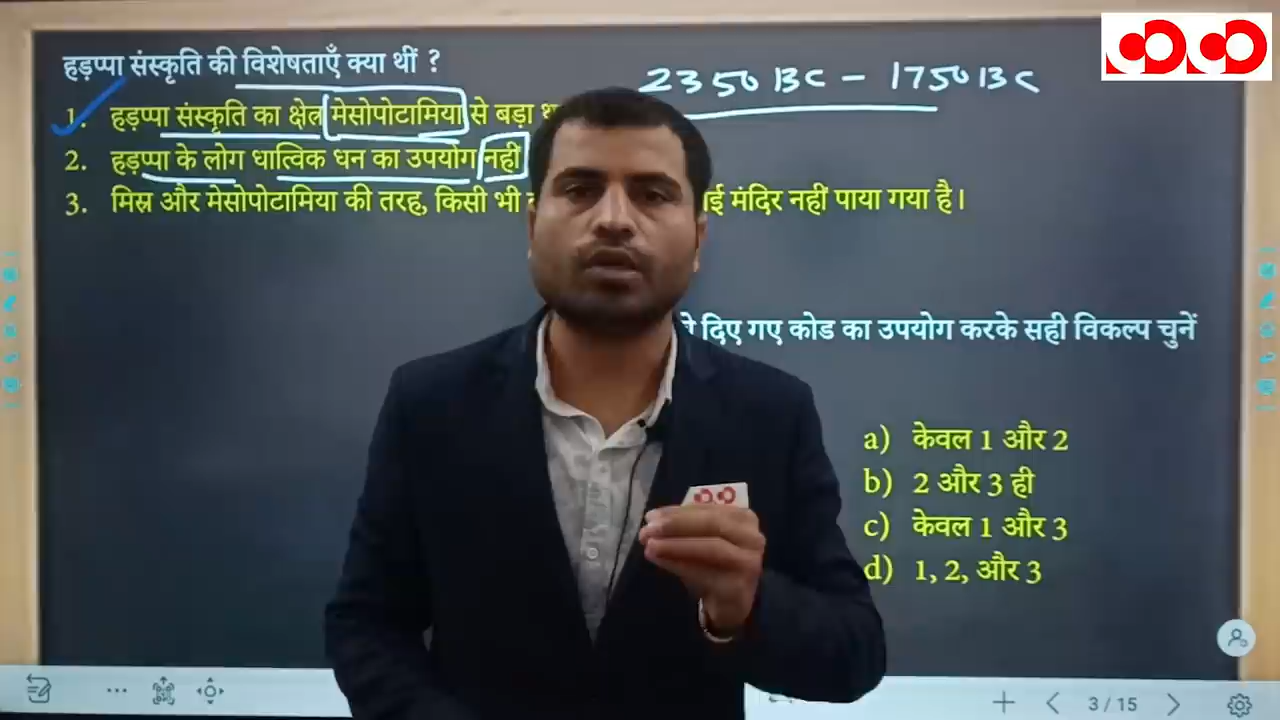 हड़प्पा संस्कृति की विशेषताएँ क्या थीं ?
2350 BC - 1750 BC
1. हड़प्पा संस्कृति का क्षेत्र मेसोपोटामिया से बड़ा
2. हड़प्पा के लोग धात्विक धन का उपयोग नहीं
3. मिस्र और मेसोपोटामिया की तरह, किसी भी मंदिर नहीं पाया गया है।
दिए गए कोड का उपयोग करके सही विकल्प चुनें
a) केवल 1 और 2
b) 2 और 3 ही
c) केवल 1 और 3
d) 1, 2, और 3
3 / 15